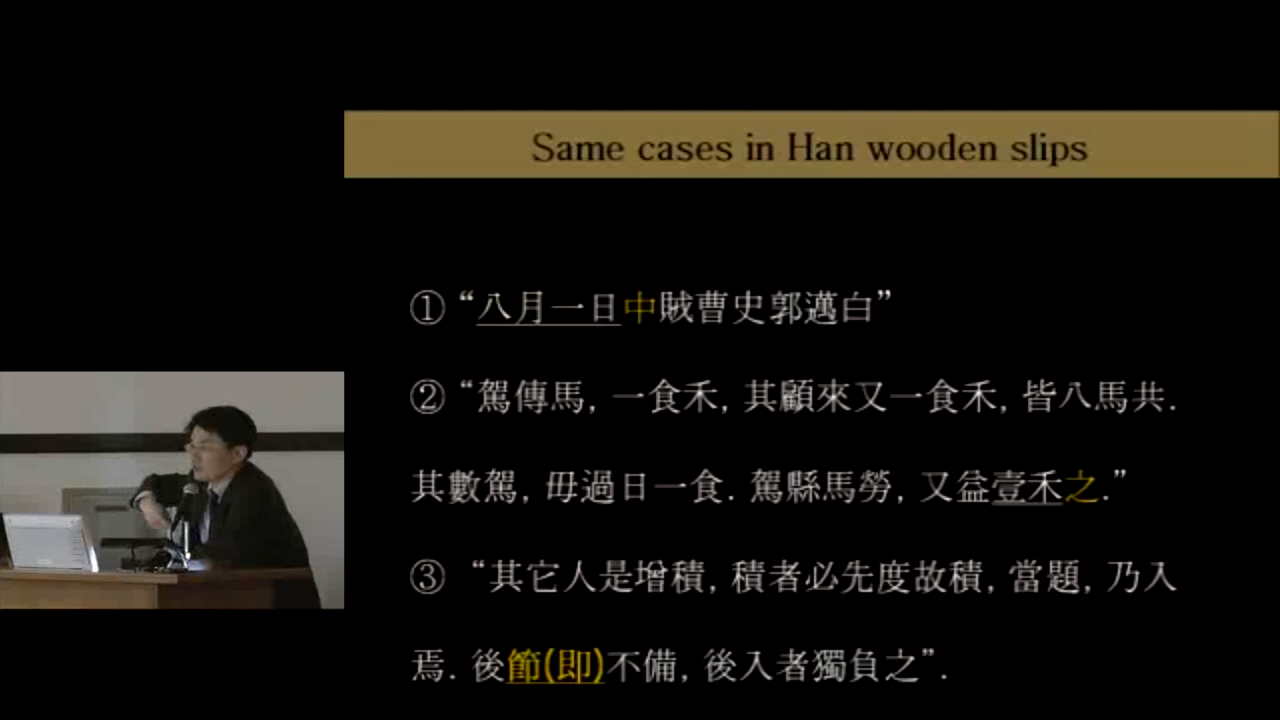 Same cases in Han wooden slips
① “八月一日中賊曹史郭邁白”
② “駕傳馬, 一食禾, 其顧來又一食禾, 皆八馬共.
其數駕, 毋過日一食. 駕縣馬勞, 又益壹禾之.”
③ “其它人是增積, 積者必先度故積, 當題, 乃入
焉. 後節(即)不備, 後入者獨負之”.